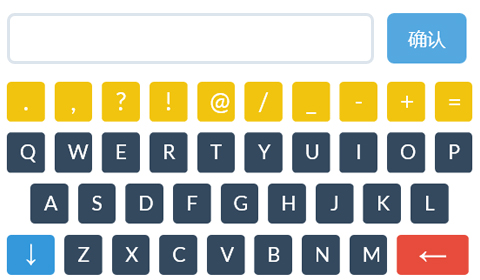 确认
. , ? ! @ / _ - + =
Q W E R T Y U I O P
A S D F G H J K L
↓ Z X C V B N M ←